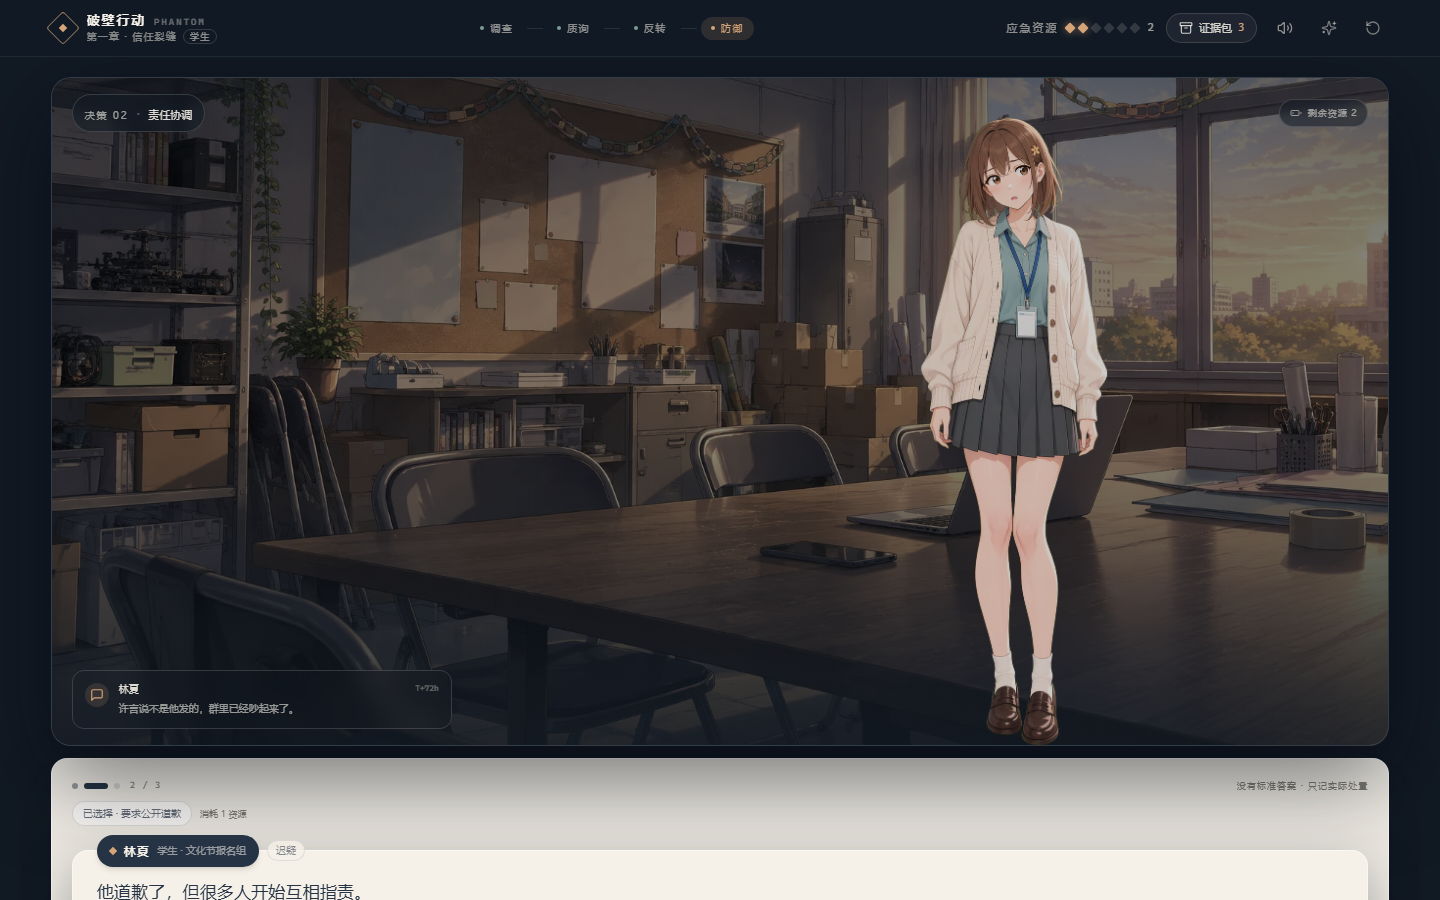 破壁行动 PHANTOM
第一章 · 信任裂缝 学生
调查
质询
反转
防御
应急资源 2
证据包 3
决策 02 · 责任协调
剩余资源 2
林夏 T+72h
许言说不是他发的，群里已经吵起来了。
2 / 3
没有标准答案 · 只记实际处置
已选择 · 要求公开道歉 消耗 1 资源
林夏 学生 · 文化节报名组 迟疑
他道歉了，但很多人开始互相指责。